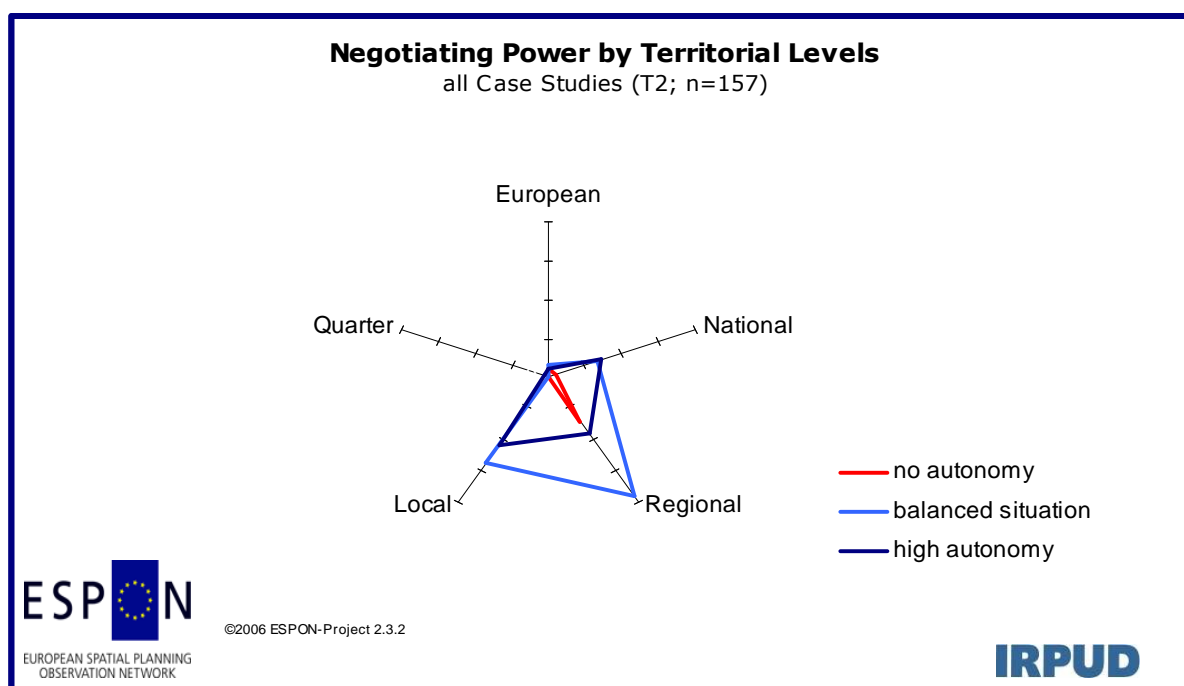 Negotiating Power by Territorial Levels
all Case Studies (T2; n=157)
European
Quarter
National
Local
Regional
no autonomy
balanced situation
high autonomy
ESPON
EUROPEAN SPATIAL PLANNING
OBSERVATION NETWORK
©2006 ESPON-Project 2.3.2
IRPUD